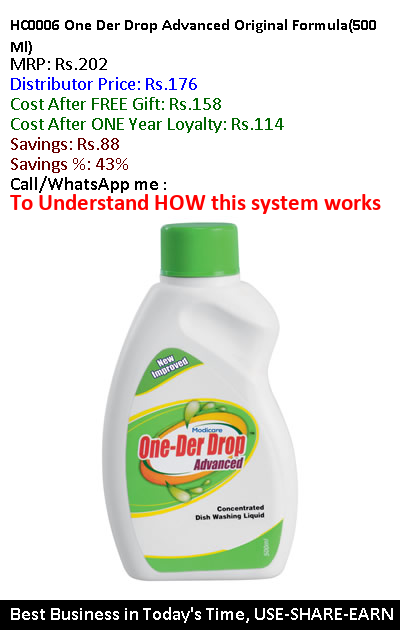 HC0006 One Der Drop Advanced Original Formula(500
Ml)
MRP: Rs.202
Distributor Price: Rs.176
Cost After FREE Gift: Rs.158
Cost After ONE Year Loyalty: Rs.114
Savings: Rs.88
Savings %: 43%
Call/WhatsApp me :
To Understand HOW this system works
New
Improved
Modicare
One-Der Drop
Advanced
Concentrated
Dish Washing Liquid
500ml
Best Business in Today's Time, USE-SHARE-EARN